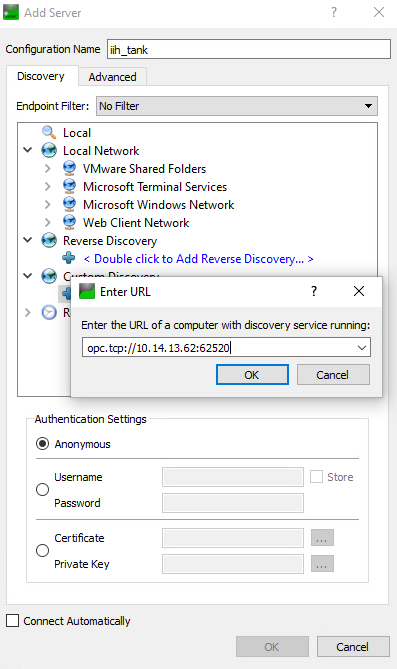 Add Server
Configuration Name iih_tank
Discovery Advanced
Endpoint Filter: No Filter
Local
Local Network
VMware Shared Folders
Microsoft Terminal Services
Microsoft Windows Network
Web Client Network
Reverse Discovery
< Double click to Add Reverse Discovery... >
Enter URL
Enter the URL of a computer with discovery service running:
opc.tcp://10.14.13.62:62520
OK Cancel
Authentication Settings
Anonymous
Username Store
Password
Certificate ...
Private Key ...
Connect Automatically
OK Cancel